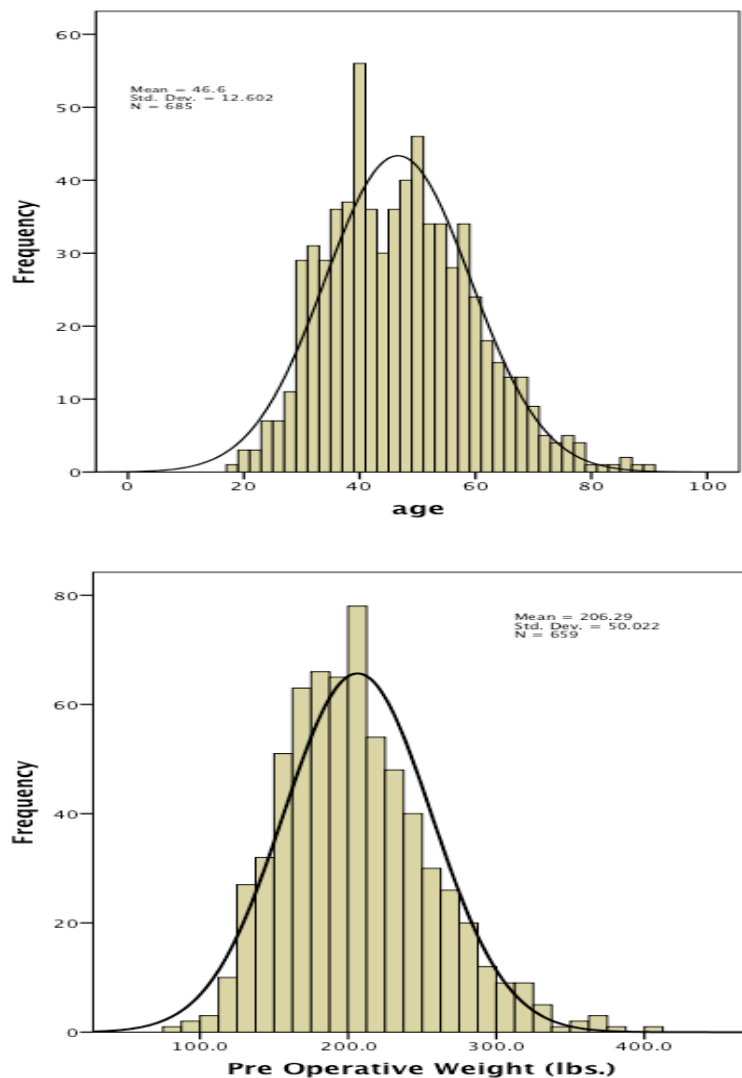 60
50
40
30
20
10
0
Frequency
Mean = 46.6
Std. Dev. = 12.602
N = 685
0 20 40 60 80 100
age
80
60
40
20
0
Frequency
Mean = 206.29
Std. Dev. = 50.022
N = 659
100.0 200.0 300.0 400.0
Pre Operative Weight (lbs.)